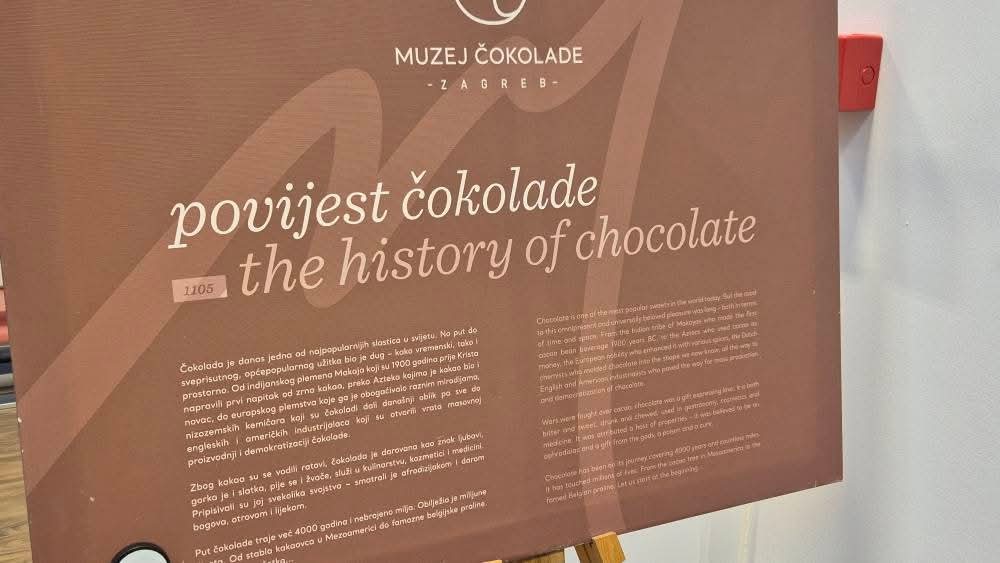 MUZEJ ČOKOLADE
-ZAGREB-
povijest čokolade
1105 the history of chocolate
Čokolada je danas jedna od najpopularnijih slastica u svijetu. No put do
sveprisutnog, općepopularnog užitka bio je dug – kako vremenski, tako i
prostorno. Od indijanskog plemena Makaja koji su 1900 godina prije Krista
napravili prvi napitak od zrna kakaa, preko Azteka kojima je kakao bio i
novac, do europskog plemstva koje ga je obogaćivalo raznim mirodijama,
nizozemskih kemičara koji su čokoladi dali današnji oblik pa sve do
engleskih i američkih industrijalaca koji su otvorili vrata masovnoj
proizvodnji i demokratizaciji čokolade.
Zbog kakaa su se vodili ratovi, čokolada je darovana kao znak ljubavi,
gorka je i slatka, pije se i žvače, služi u kulinarstvu, kozmetici i medicini.
Pripisivali su joj svekolika svojstva – smatrali je afrodizijakom i darom
bogova, otrovom i lijekom.
Put čokolade traje već 4000 godina i nebrojeno milja. Obilježio je milijune
Od stabla kakaovca u Mezoamerici do famozne belgijske praline.
Chocolate is one of the most popular sweets in the world today. But the road
to this omnipresent and universally beloved pleasure was long – both in terms
of time and space. From the Indian tribe of Makayas who made the first
cocoa bean beverage 1900 years BC, to the Aztecs who used cacao as
money, the European nobility who enhanced it with various spices, the Dutch
chemists who molded chocolate into the shape we now know, all the way to
English and American industrialists who paved the way for mass production
and democratization of chocolate.
Wars were fought over cacao, chocolate was a gift expressing love. It is both
bitter and sweet, drunk and chewed, used in gastronomy, cosmetics, and
medicine. It was attributed a host of properties – it was believed to be an
aphrodisiac and a gift from the gods, a poison and a cure.
Chocolate has been on its journey covering 4000 years and countless miles.
It has touched millions of lives. From the cacao tree in Mesoamerica to the
famed Belgian praline. Let us start at the beginning...